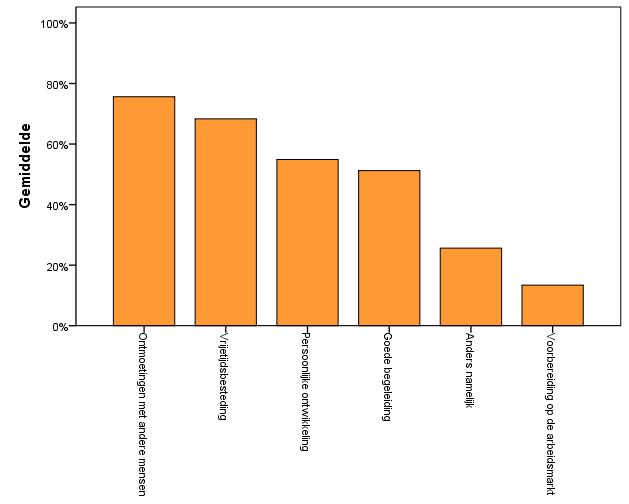 Gemiddelde
100%
80%
60%
40%
20%
0%
Ontmoetingen met andere mensen
Vrijetijdsbesteding
Persoonlijke ontwikkeling
Goede begeleiding
Anders namelijk
Voorbereiding op de arbeidsmarkt